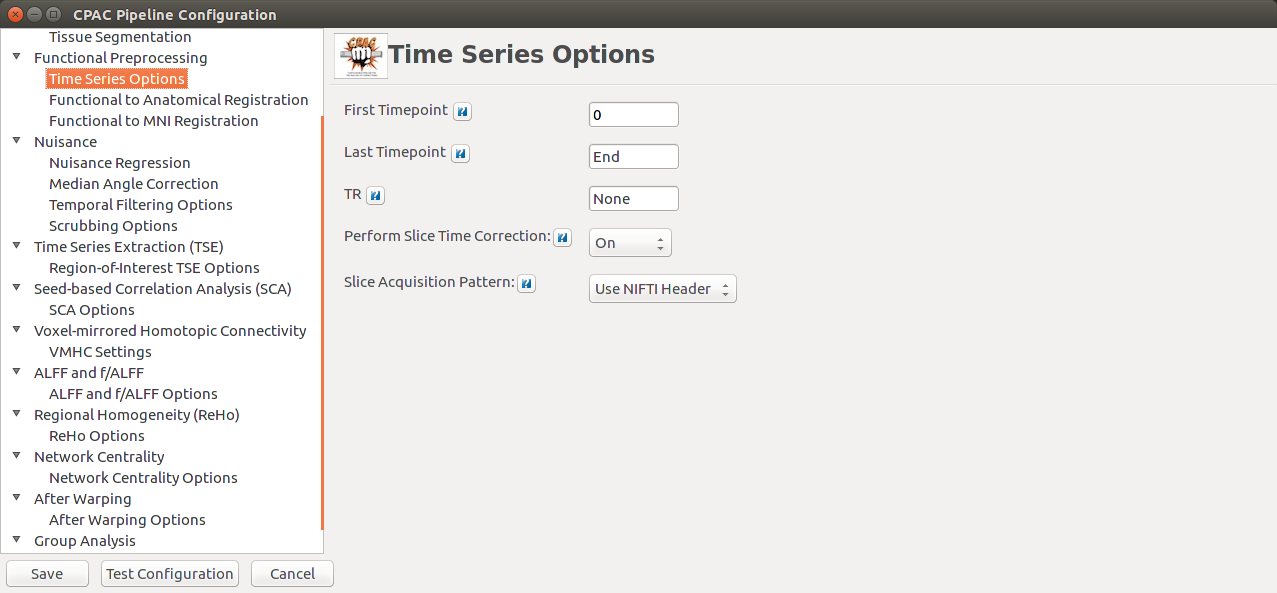 CPAC Pipeline Configuration
Tissue Segmentation
Functional Preprocessing
Time Series Options
Functional to Anatomical Registration
Functional to MNI Registration
Nuisance
Nuisance Regression
Median Angle Correction
Temporal Filtering Options
Scrubbing Options
Time Series Extraction (TSE)
Region-of-Interest TSE Options
Seed-based Correlation Analysis (SCA)
SCA Options
Voxel-mirrored Homotopic Connectivity
VMHC Settings
ALFF and f/ALFF
ALFF and f/ALFF Options
Regional Homogeneity (ReHo)
ReHo Options
Network Centrality
Network Centrality Options
After Warping
After Warping Options
Group Analysis
Save Test Configuration Cancel
Time Series Options
First Timepoint ? 0
Last Timepoint ? End
TR ? None
Perform Slice Time Correction: ? On
Slice Acquisition Pattern: ? Use NIFTI Header